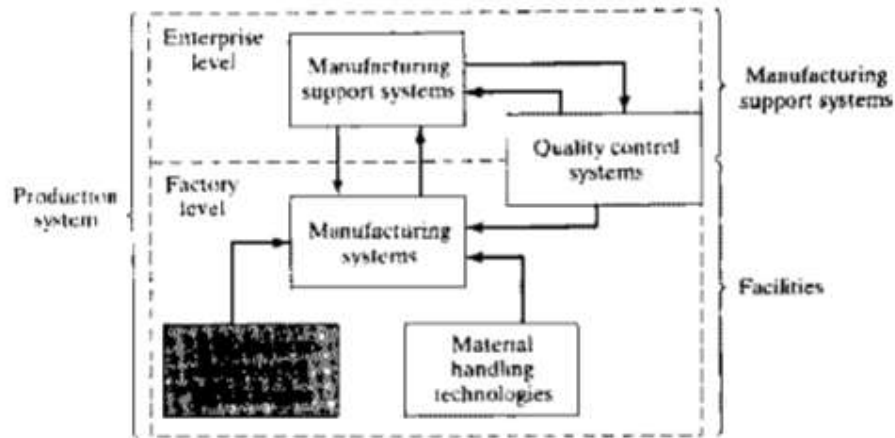 Enterprise
level
Manufacturing
support systems
Manufacturing
support systems
Quality control
systems
Production
system
Factory
level
Manufacturing
systems
Facilities
Material
handling
technologies